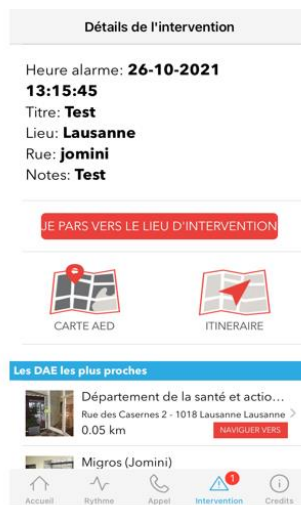 Détails de l'intervention
Heure alarme: 26-10-2021
13:15:45
Titre: Test
Lieu: Lausanne
Rue: jomini
Notes: Test
JE PARS VERS LE LIEU D'INTERVENTION
CARTE AED
ITINERAIRE
Les DAE les plus proches
Département de la santé et actio...
Rue des Casernes 2 - 1018 Lausanne Lausanne
0.05 km
NAVIGUER VERS
Migros (Jomini)
1
Accueil
Rythme
Appel
Intervention
Credits